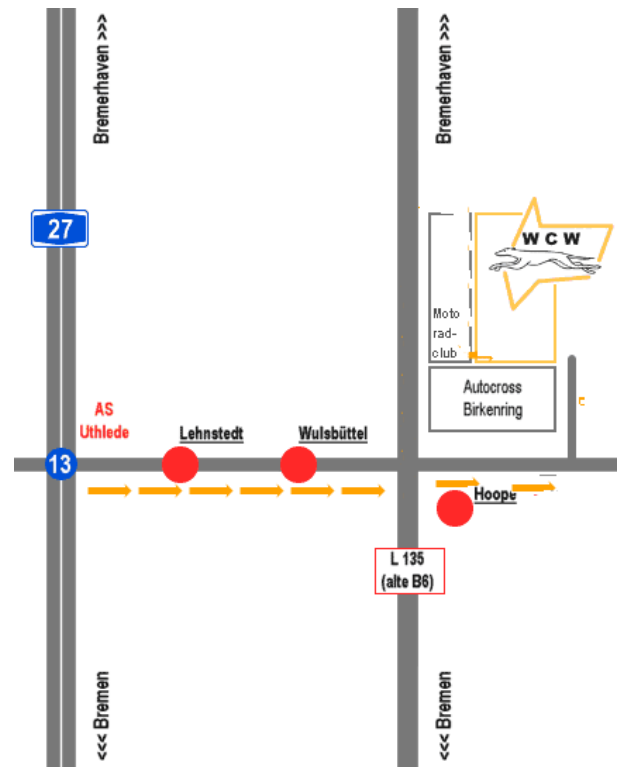 Bremerhaven >>>
Bremerhaven >>>
27
W C W
Moto
rad-
club
Autocross
Birkenring
AS
Uthlede
Lehnstedt
Wulsbüttel
13
Hoope
L 135
(alte B6)
<<< Bremen
<<< Bremen